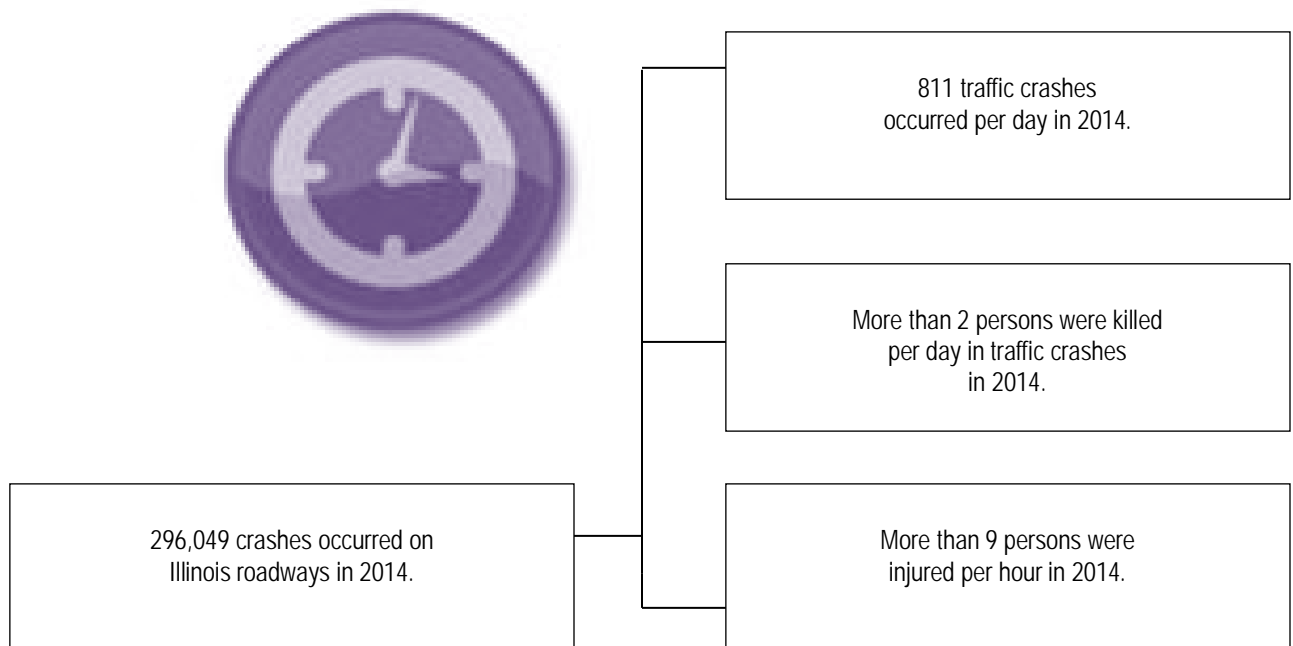 811 traffic crashes
occurred per day in 2014.
More than 2 persons were killed
per day in traffic crashes
in 2014.
296,049 crashes occurred on
Illinois roadways in 2014.
More than 9 persons were
injured per hour in 2014.